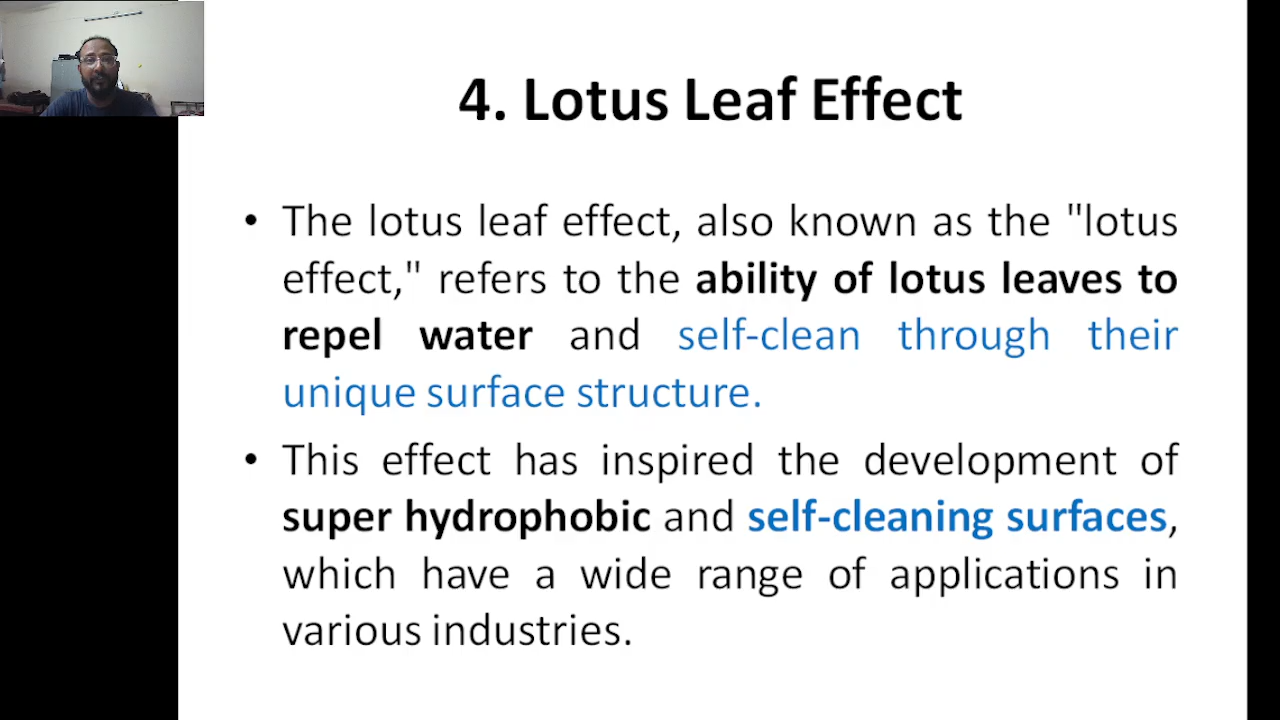 4. Lotus Leaf Effect
• The lotus leaf effect, also known as the "lotus
effect," refers to the ability of lotus leaves to
repel water and self-clean through their
unique surface structure.
• This effect has inspired the development of
super hydrophobic and self-cleaning surfaces,
which have a wide range of applications in
various industries.